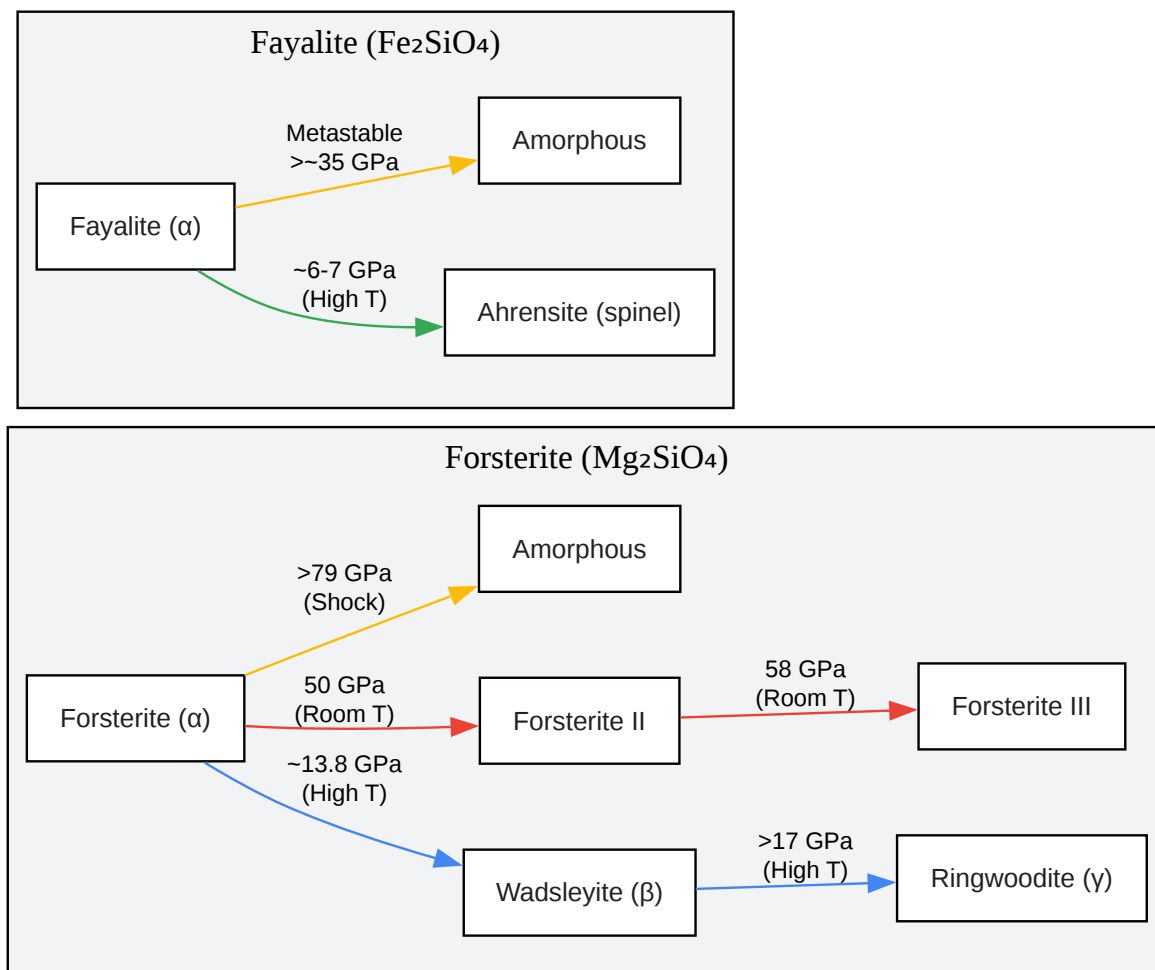 Fayalite (Fe₂SiO₄)
Metastable
>~35 GPa
Amorphous
Fayalite (α)
~6-7 GPa
(High T)
Ahrensite (spinel)
Forsterite (Mg₂SiO₄)
Amorphous
>79 GPa
(Shock)
Forsterite (α)
50 GPa
(Room T)
Forsterite II
58 GPa
(Room T)
Forsterite III
~13.8 GPa
(High T)
Wadsleyite (β)
>17 GPa
(High T)
Ringwoodite (γ)